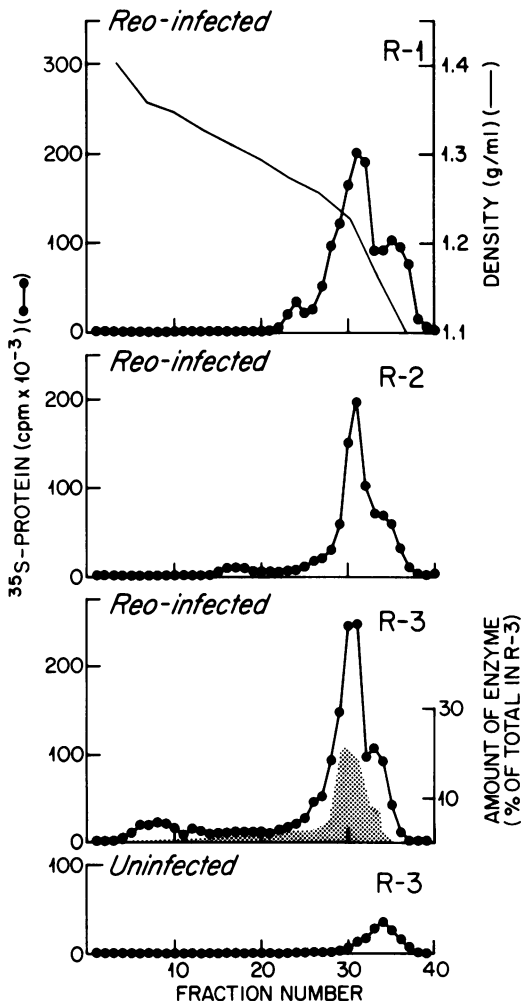 Reo-infected
R-1
300
200
100
0
1.4
1.3
1.2
1.1
DENSITY (g/ml) (—)
³⁵S-PROTEIN (cpm x 10⁻³) (●—●)
Reo-infected
R-2
200
100
0
Reo-infected
R-3
200
100
0
30
10
AMOUNT OF ENZYME
(% OF TOTAL IN R-3)
Uninfected
R-3
100
0
10
20
30
40
FRACTION NUMBER